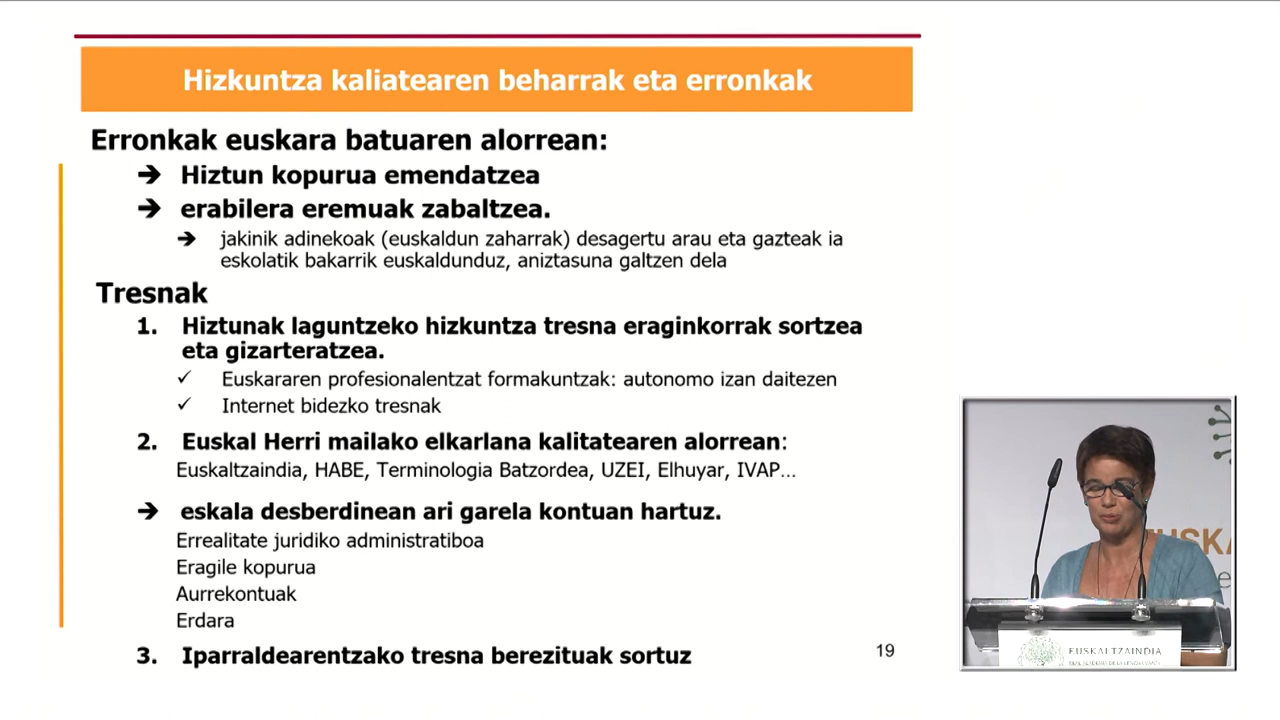 Hizkuntza kaliatearen beharrak eta erronkak
Erronkak euskara batuaren alorrean:
➔ Hiztun kopurua emendatzea
➔ erabilera eremuak zabaltzea.
➔ jakinik adinekoak (euskaldun zaharrak) desagertu arau eta gazteak ia
eskolatik bakarrik euskaldunduz, aniztasuna galtzen dela
Tresnak
1. Hiztunak laguntzeko hizkuntza tresna eraginkorrak sortzea
eta gizarteratzea.
✓ Euskararen profesionalentzat formakuntzak: autonomo izan daitezen
✓ Internet bidezko tresnak
2. Euskal Herri mailako elkarlana kalitatearen alorrean:
Euskaltzaindia, HABE, Terminologia Batzordea, UZEI, Elhuyar, IVAP...
➔ eskala desberdinean ari garela kontuan hartuz.
Errealitate juridiko administratiboa
Eragile kopurua
Aurrekontuak
Erdara
3. Iparraldearentzako tresna berezituak sortuz
19
EUSKALTZAINDIA